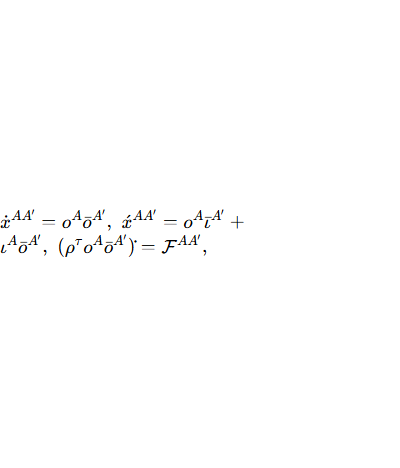 ẋ^{AA′} = o^A ō^{A′}, x́^{AA′} = o^A ῑ^{A′} +
ι^A ō^{A′}, (ρ^τ o^A ō^{A′})˙ = ℱ^{AA′},